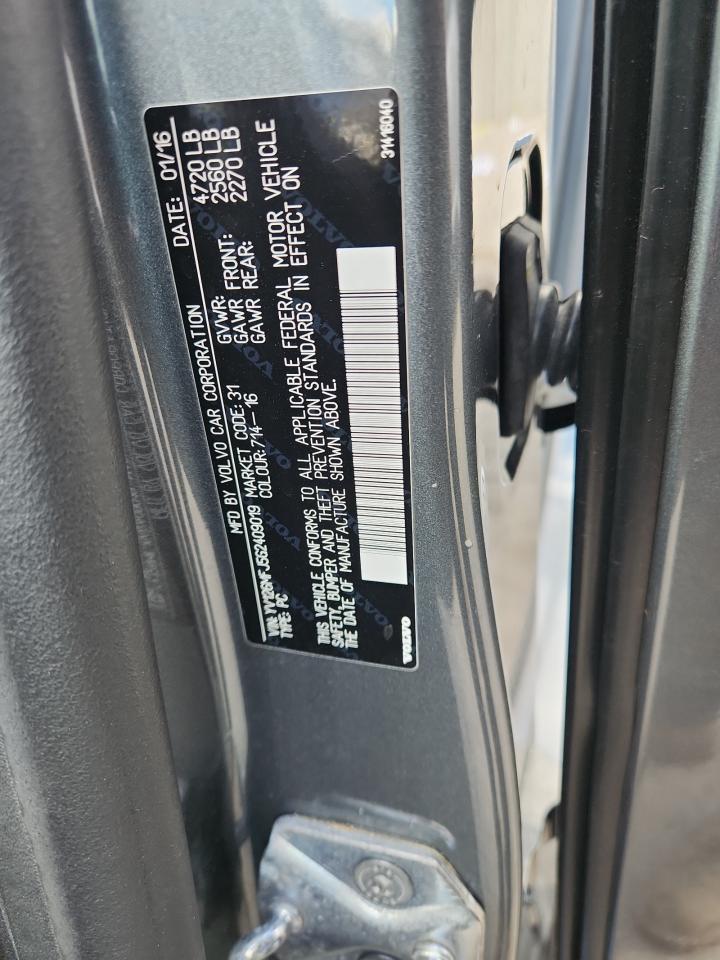 MFD BY VOLVO CAR CORPORATION DATE: 01/16
VIN: YV126MFJ5G2409019 MARKET CODE: 31 GVWR: 4720 LB
TYPE: PC COLOUR: 714-16 GAWR FRONT: 2560 LB
GAWR REAR: 2270 LB
THIS VEHICLE CONFORMS TO ALL APPLICABLE FEDERAL MOTOR VEHICLE
SAFETY, BUMPER AND THEFT PREVENTION STANDARDS IN EFFECT ON
THE DATE OF MANUFACTURE SHOWN ABOVE.
VOLVO 31416040